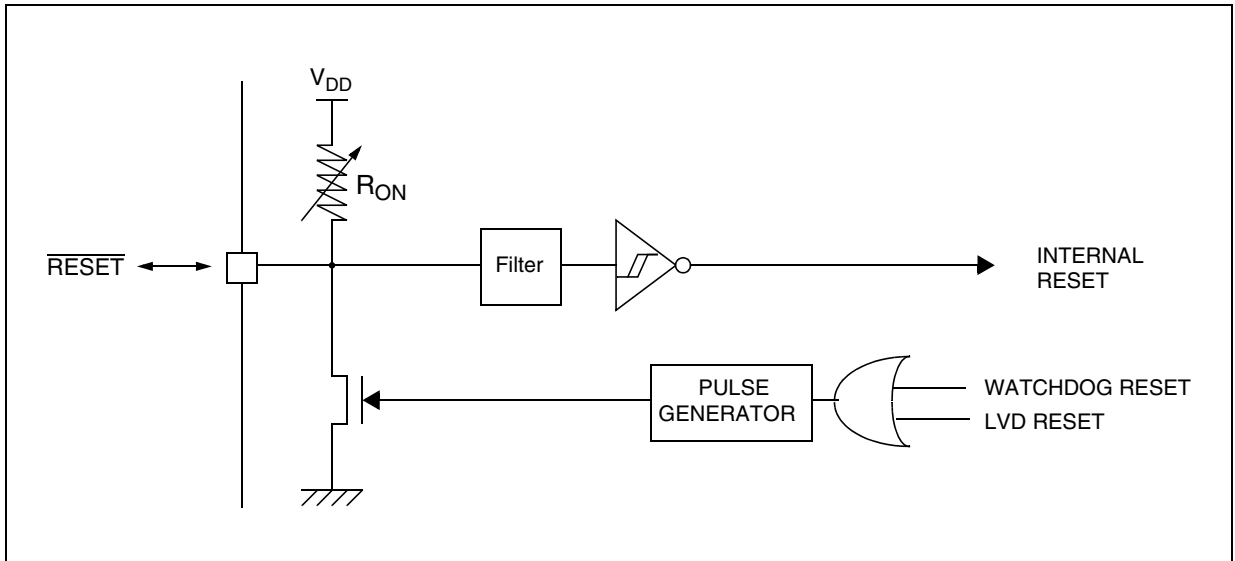 VDD
RON
RESET
Filter
INTERNAL
RESET
PULSE
GENERATOR
WATCHDOG RESET
LVD RESET